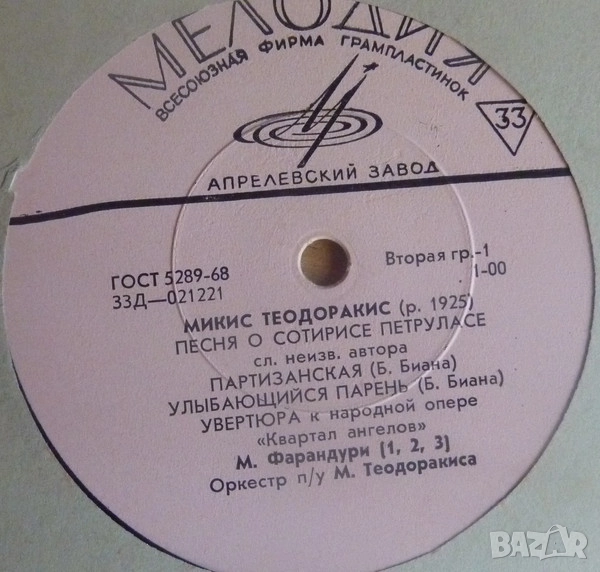 МЕЛОДИЯ
ВСЕСОЮЗНАЯ ФИРМА ГРАМПЛАСТИНОК
33
АПРЕЛЕВСКИЙ ЗАВОД
ГОСТ 5289-68
33Д—021221
Вторая гр.-1
1-00
МИКИС ТЕОДОРАКИС (р. 1925)
ПЕСНЯ О СОТИРИСЕ ПЕТРУЛАСЕ
сл. неизв. автора
ПАРТИЗАНСКАЯ (Б. Биана)
УЛЫБАЮЩИЙСЯ ПАРЕНЬ (Б. Биана)
УВЕРТЮРА к народной опере
«Квартал ангелов»
М. Фарандури [1, 2, 3]
Оркестр п/у М. Теодоракиса
BAZAR